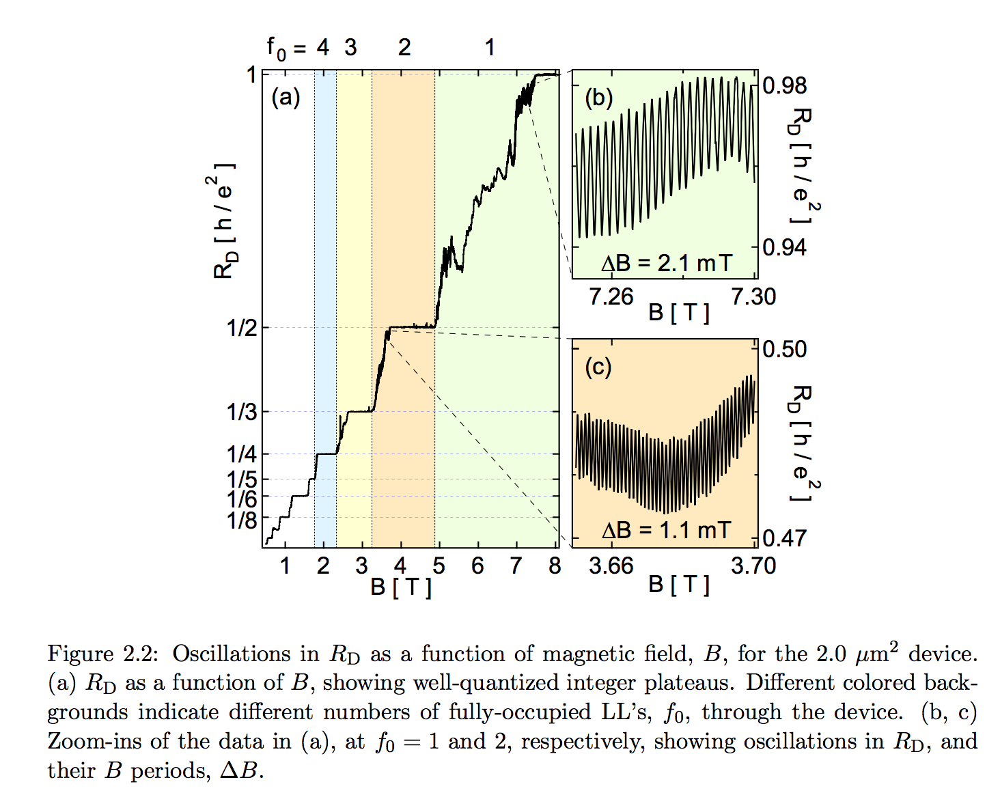 f0 = 4 3 2 1
1
1/2
1/3
1/4
1/5
1/6
1/8
RD [ h / e2 ]
(a)
1 2 3 4 5 6 7 8
B [ T ]
(b)
0.98
0.94
RD [ h / e2 ]
ΔB = 2.1 mT
7.26 7.30
B [ T ]
(c)
0.50
0.47
RD [ h / e2 ]
ΔB = 1.1 mT
3.66 3.70
B [ T ]
Figure 2.2: Oscillations in RD as a function of magnetic field, B, for the 2.0 μm2 device.
(a) RD as a function of B, showing well-quantized integer plateaus. Different colored back-
grounds indicate different numbers of fully-occupied LL's, f0, through the device. (b, c)
Zoom-ins of the data in (a), at f0 = 1 and 2, respectively, showing oscillations in RD, and
their B periods, ΔB.